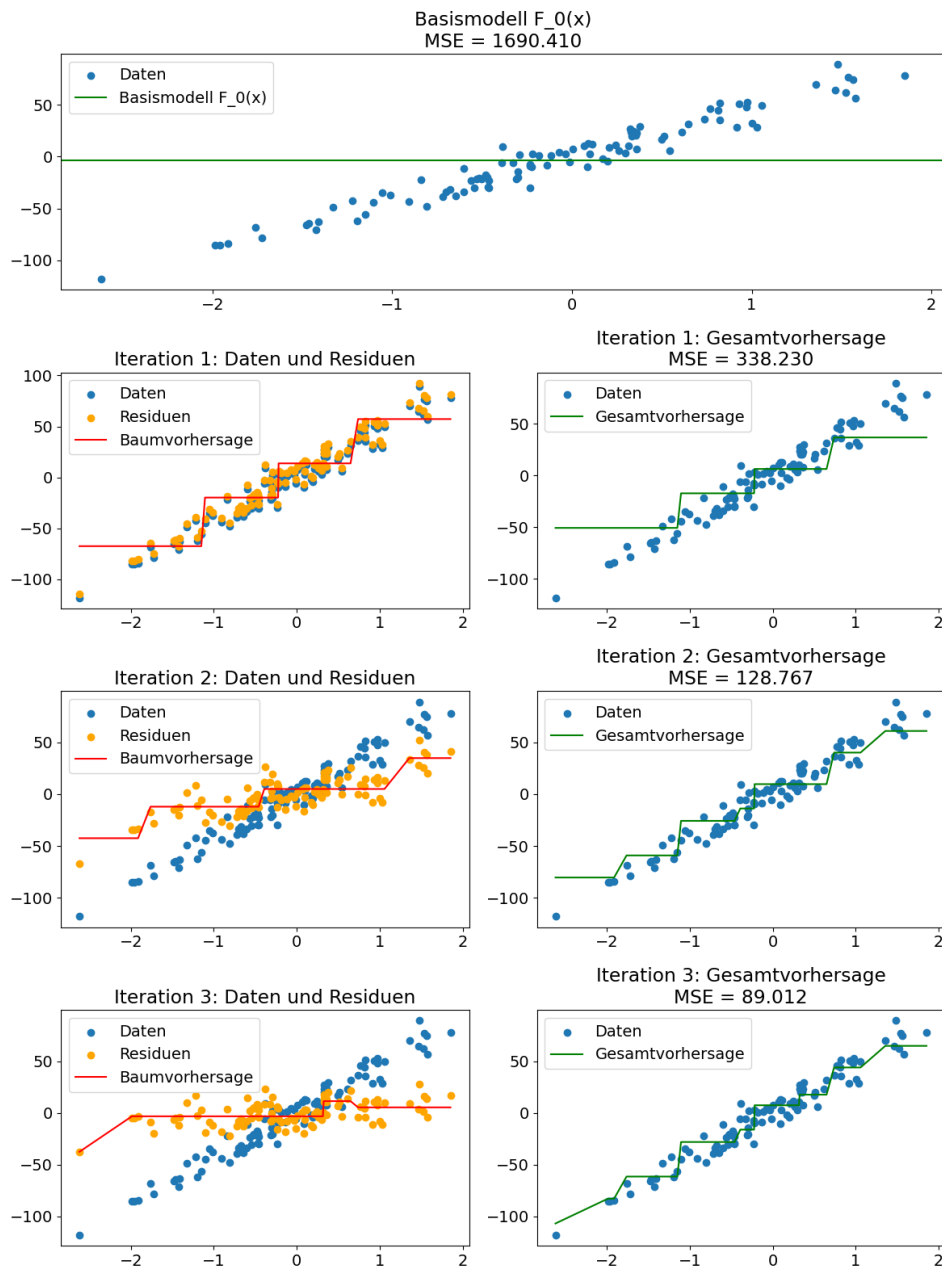 Basismodell F_0(x)
MSE = 1690.410
Daten
Basismodell F_0(x)
50
0
−50
−100
−2
−1
0
1
2
Iteration 1: Daten und Residuen
Daten
Residuen
Baumvorhersage
100
50
0
−50
−100
−2
−1
0
1
2
Iteration 1: Gesamtvorhersage
MSE = 338.230
Daten
Gesamtvorhersage
50
0
−50
−100
−2
−1
0
1
2
Iteration 2: Daten und Residuen
Daten
Residuen
Baumvorhersage
50
0
−50
−100
−2
−1
0
1
2
Iteration 2: Gesamtvorhersage
MSE = 128.767
Daten
Gesamtvorhersage
50
0
−50
−100
−2
−1
0
1
2
Iteration 3: Daten und Residuen
Daten
Residuen
Baumvorhersage
50
0
−50
−100
−2
−1
0
1
2
Iteration 3: Gesamtvorhersage
MSE = 89.012
Daten
Gesamtvorhersage
50
0
−50
−100
−2
−1
0
1
2